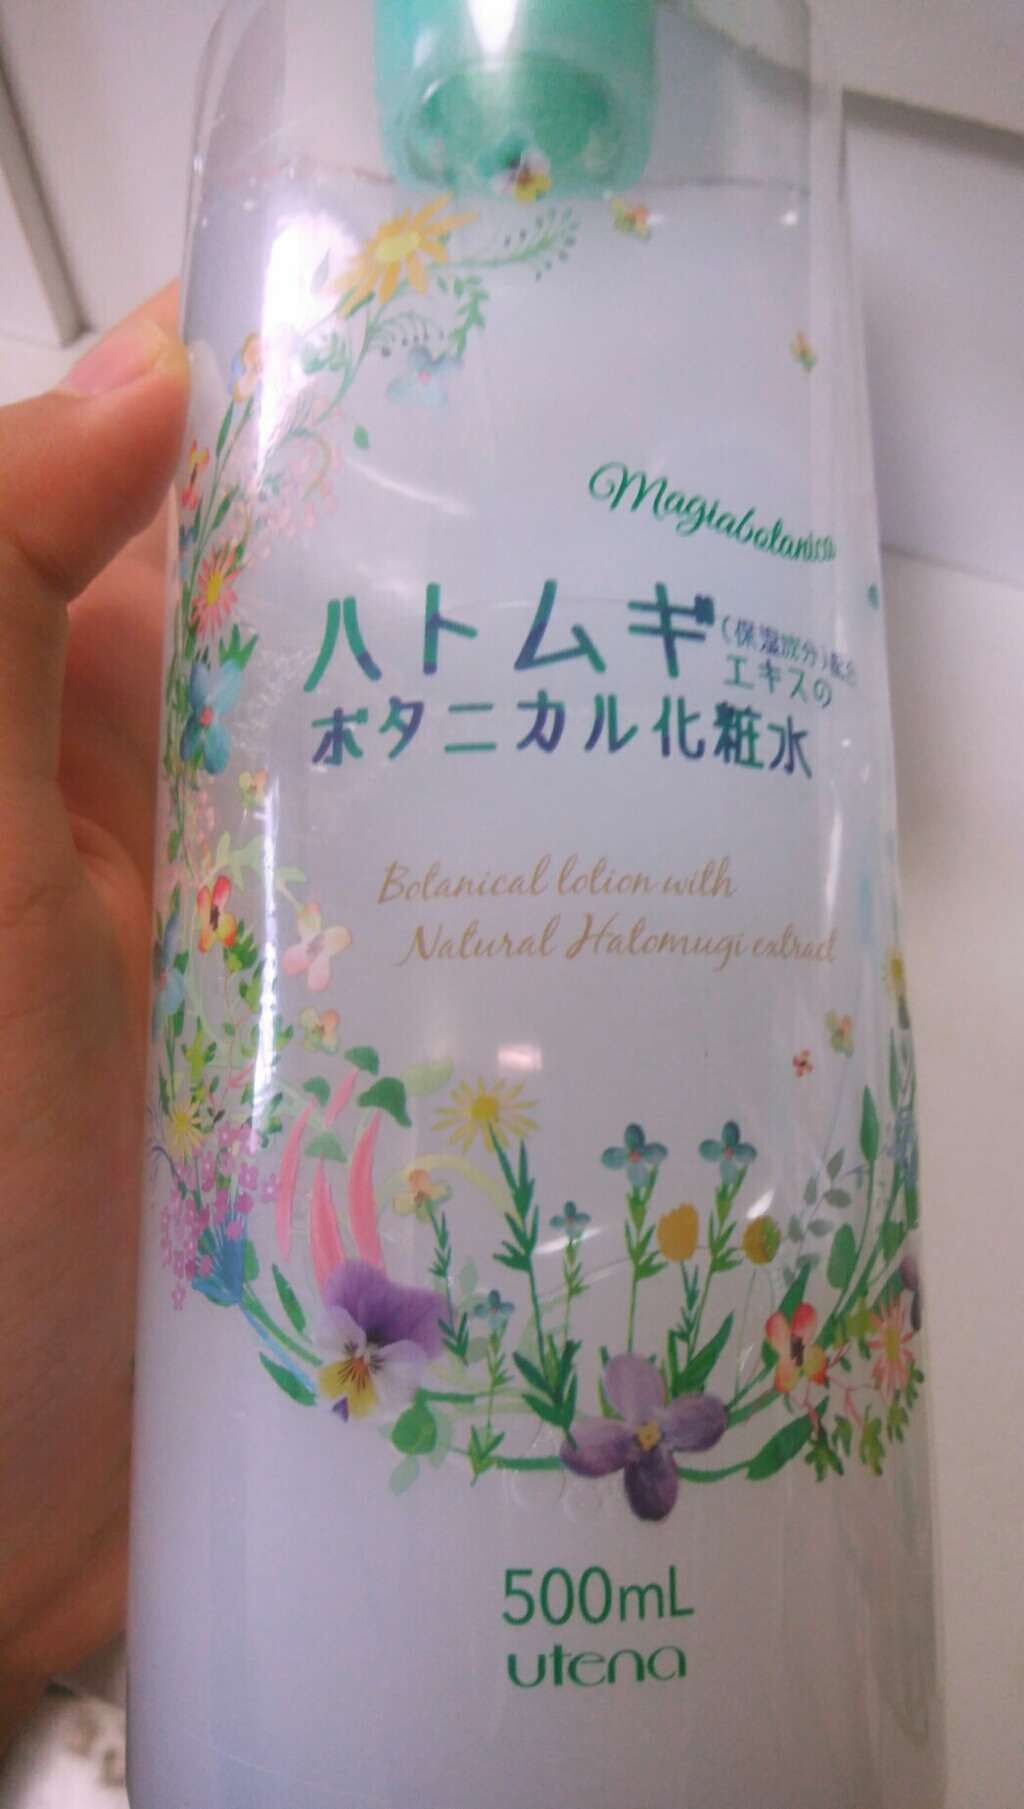 Magiabotanica
ハトムギ
（保湿成分）配合
エキスの
ボタニカル化粧水
Botanical lotion with
Natural Hatomugi extract
500mL
utena